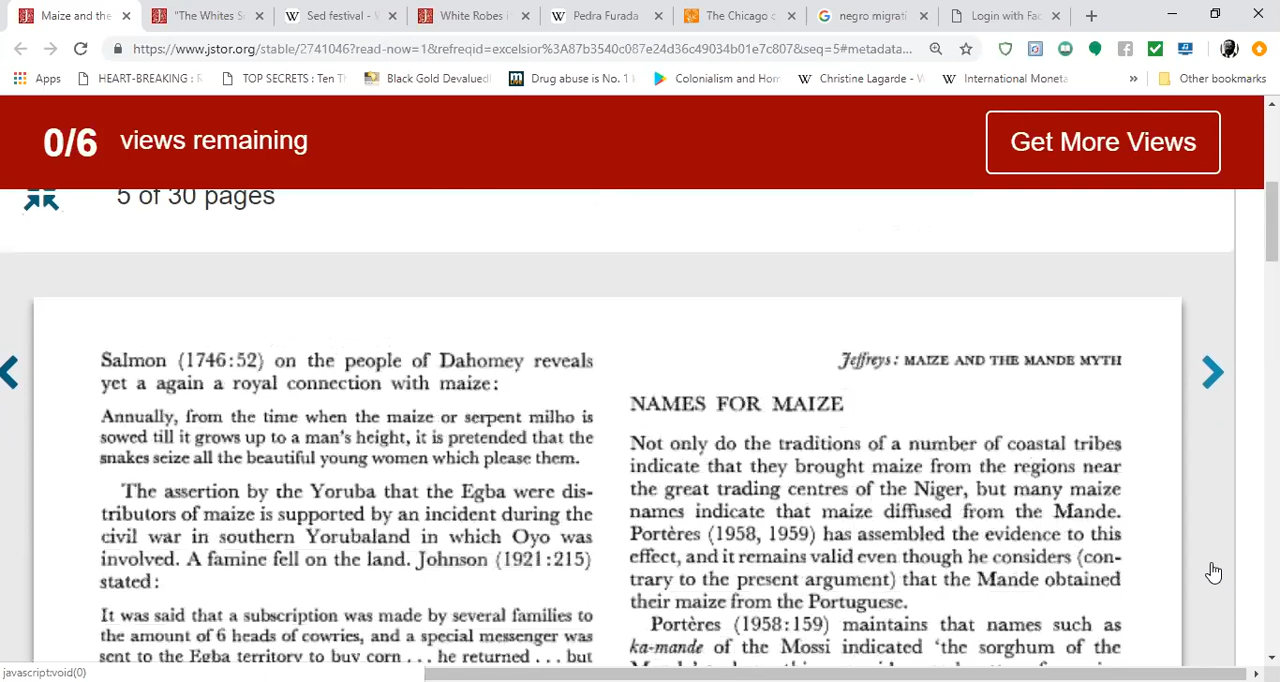 Maize and the
"The Whites S
Sed festival - W
White Robes i
Pedra Furada
The Chicago c
negro migrati
Login with Fac
https://www.jstor.org/stable/2741046?read-now=1&refreqid=excelsior%3A87b3540c087e24d36c49034b01e7c807&seq=5#metadata...
Apps
HEART-BREAKING : R
TOP SECRETS : Ten Th
Black Gold Devalued
Drug abuse is No. 1
Colonialism and Hom
Christine Lagarde - W
International Moneta
»
Other bookmarks
0/6 views remaining
Get More Views
5 of 30 pages
Salmon (1746:52) on the people of Dahomey reveals
yet a again a royal connection with maize:
Annually, from the time when the maize or serpent milho is
sowed till it grows up to a man's height, it is pretended that the
snakes seize all the beautiful young women which please them.
The assertion by the Yoruba that the Egba were dis-
tributors of maize is supported by an incident during the
civil war in southern Yorubaland in which Oyo was
involved. A famine fell on the land. Johnson (1921:215)
stated:
It was said that a subscription was made by several families to
the amount of 6 heads of cowries, and a special messenger was
sent to the Egba territory to buy corn . . . he returned . . . but
Jeffreys: MAIZE AND THE MANDE MYTH
NAMES FOR MAIZE
Not only do the traditions of a number of coastal tribes
indicate that they brought maize from the regions near
the great trading centres of the Niger, but many maize
names indicate that maize diffused from the Mande.
Portères (1958, 1959) has assembled the evidence to this
effect, and it remains valid even though he considers (con-
trary to the present argument) that the Mande obtained
their maize from the Portuguese.
Portères (1958:159) maintains that names such as
ka-mande of the Mossi indicated 'the sorghum of the
javascript:void(0)